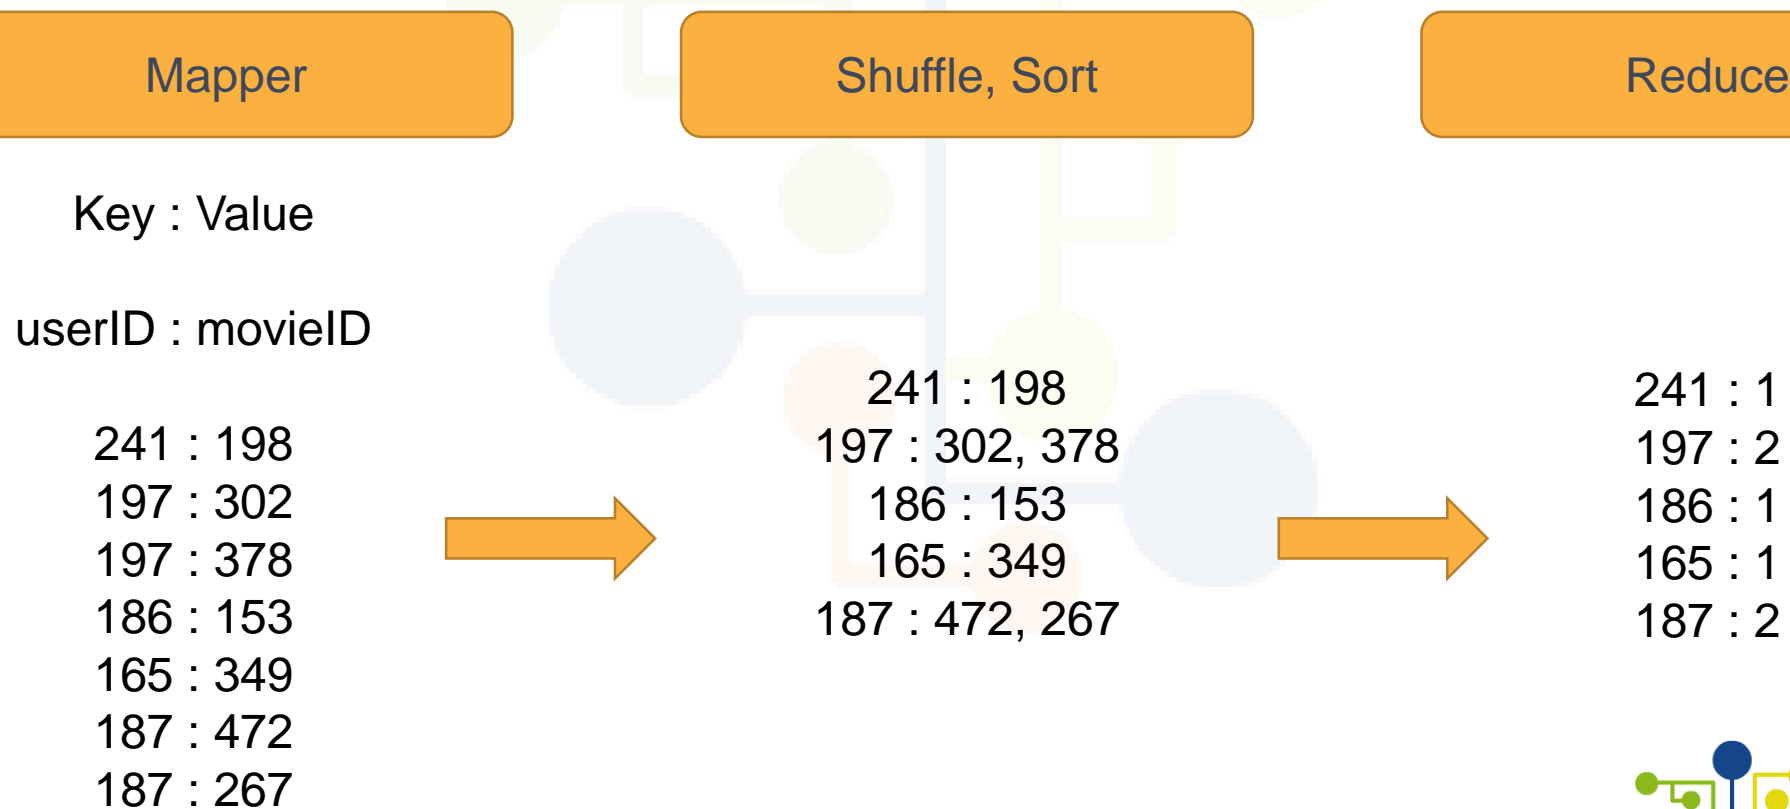 Mapper
Key : Value
userID : movieID
241 : 198
197 : 302
197 : 378
186 : 153
165 : 349
187 : 472
187 : 267
Shuffle, Sort
241 : 198
197 : 302, 378
186 : 153
165 : 349
187 : 472, 267
Reduce
241 : 1
197 : 2
186 : 1
165 : 1
187 : 2